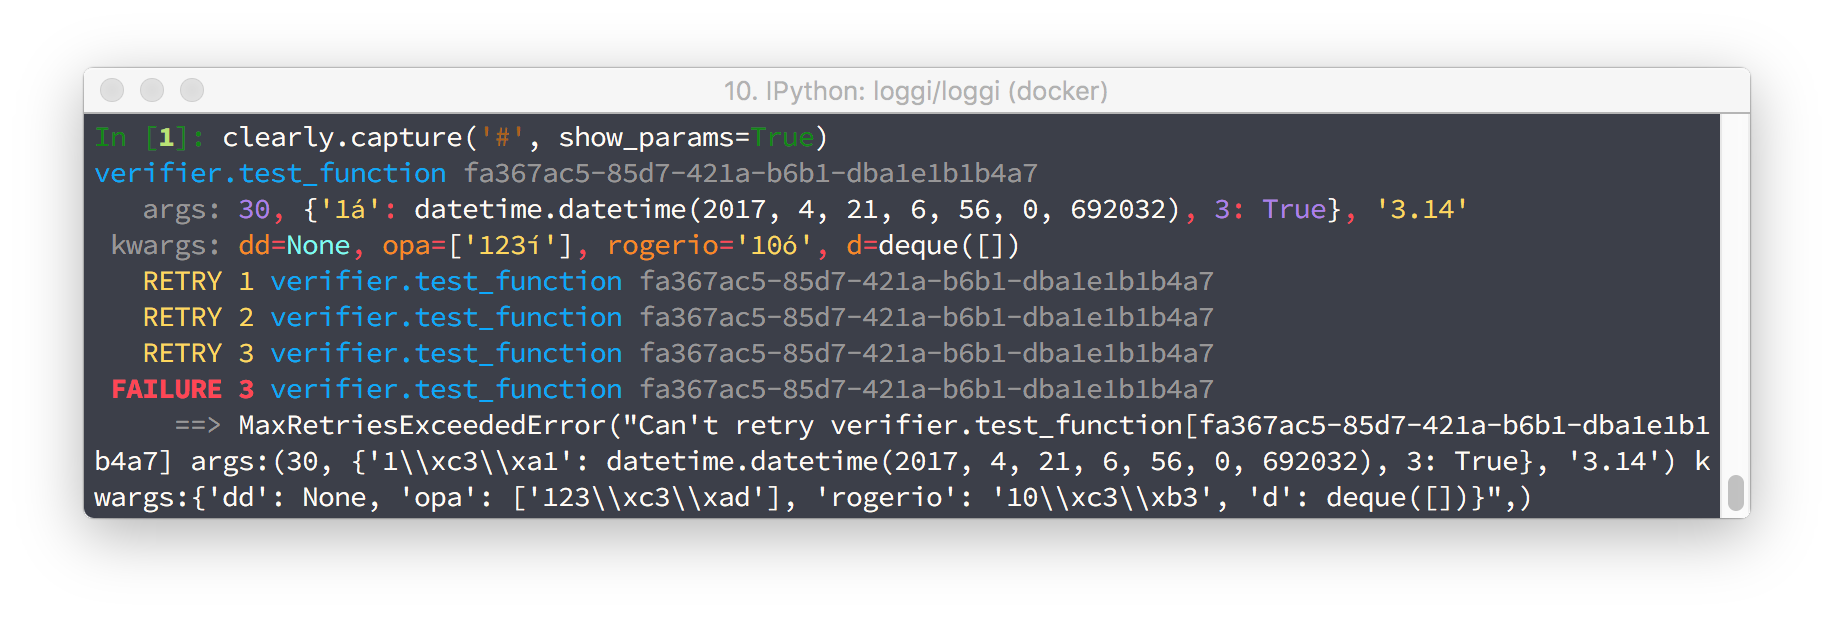 10. IPython: loggi/loggi (docker)
In [1]: clearly.capture('#', show_params=True)
verifier.test_function fa367ac5-85d7-421a-b6b1-dba1e1b1b4a7
args: 30, {'1á': datetime.datetime(2017, 4, 21, 6, 56, 0, 692032), 3: True}, '3.14'
kwargs: dd=None, opa=['123í'], rogerio='10ó', d=deque([])
RETRY 1 verifier.test_function fa367ac5-85d7-421a-b6b1-dba1e1b1b4a7
RETRY 2 verifier.test_function fa367ac5-85d7-421a-b6b1-dba1e1b1b4a7
RETRY 3 verifier.test_function fa367ac5-85d7-421a-b6b1-dba1e1b1b4a7
FAILURE 3 verifier.test_function fa367ac5-85d7-421a-b6b1-dba1e1b1b4a7
==> MaxRetriesExceededError("Can't retry verifier.test_function[fa367ac5-85d7-421a-b6b1-dba1e1b1
b4a7] args:(30, {'1\\xc3\\xa1': datetime.datetime(2017, 4, 21, 6, 56, 0, 692032), 3: True}, '3.14') k
wargs:{'dd': None, 'opa': ['123\\xc3\\xad'], 'rogerio': '10\\xc3\\xb3', 'd': deque([])}",)